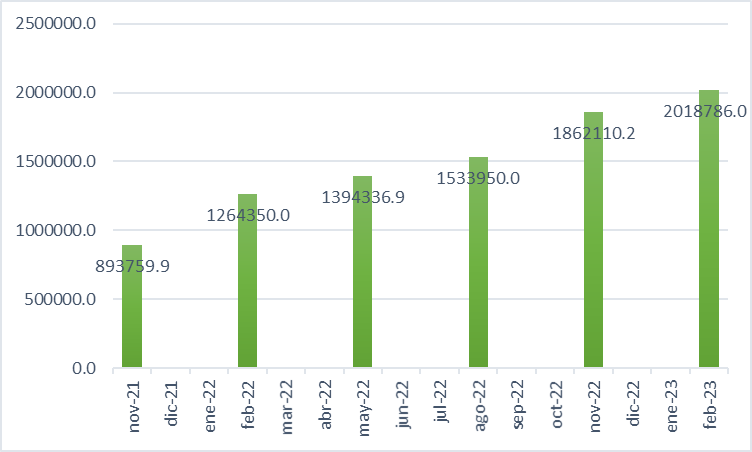 2500000.0
2000000.0
1500000.0
1000000.0
500000.0
0.0
893759.9
1264350.0
1394336.9
1533950.0
1862110.2
2018786.0
nov-21
dic-21
ene-22
feb-22
mar-22
abr-22
may-22
jun-22
jul-22
ago-22
sep-22
oct-22
nov-22
dic-22
ene-23
feb-23